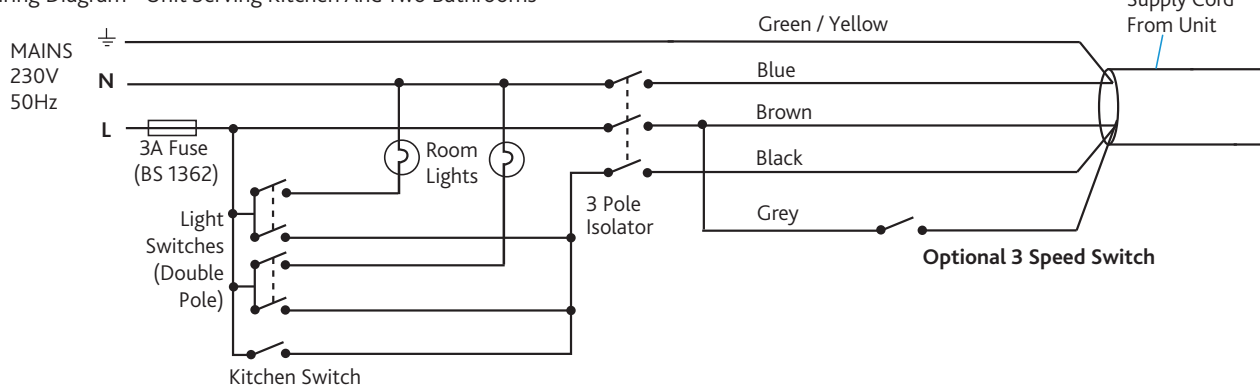 Wiring Diagram - Unit Serving Kitchen And Two Bathrooms
Supply Cord
From Unit
MAINS
230V
50Hz
N
L
3A Fuse
(BS 1362)
Room
Lights
Light
Switches
(Double
Pole)
Kitchen Switch
3 Pole
Isolator
Green / Yellow
Blue
Brown
Black
Grey
Optional 3 Speed Switch